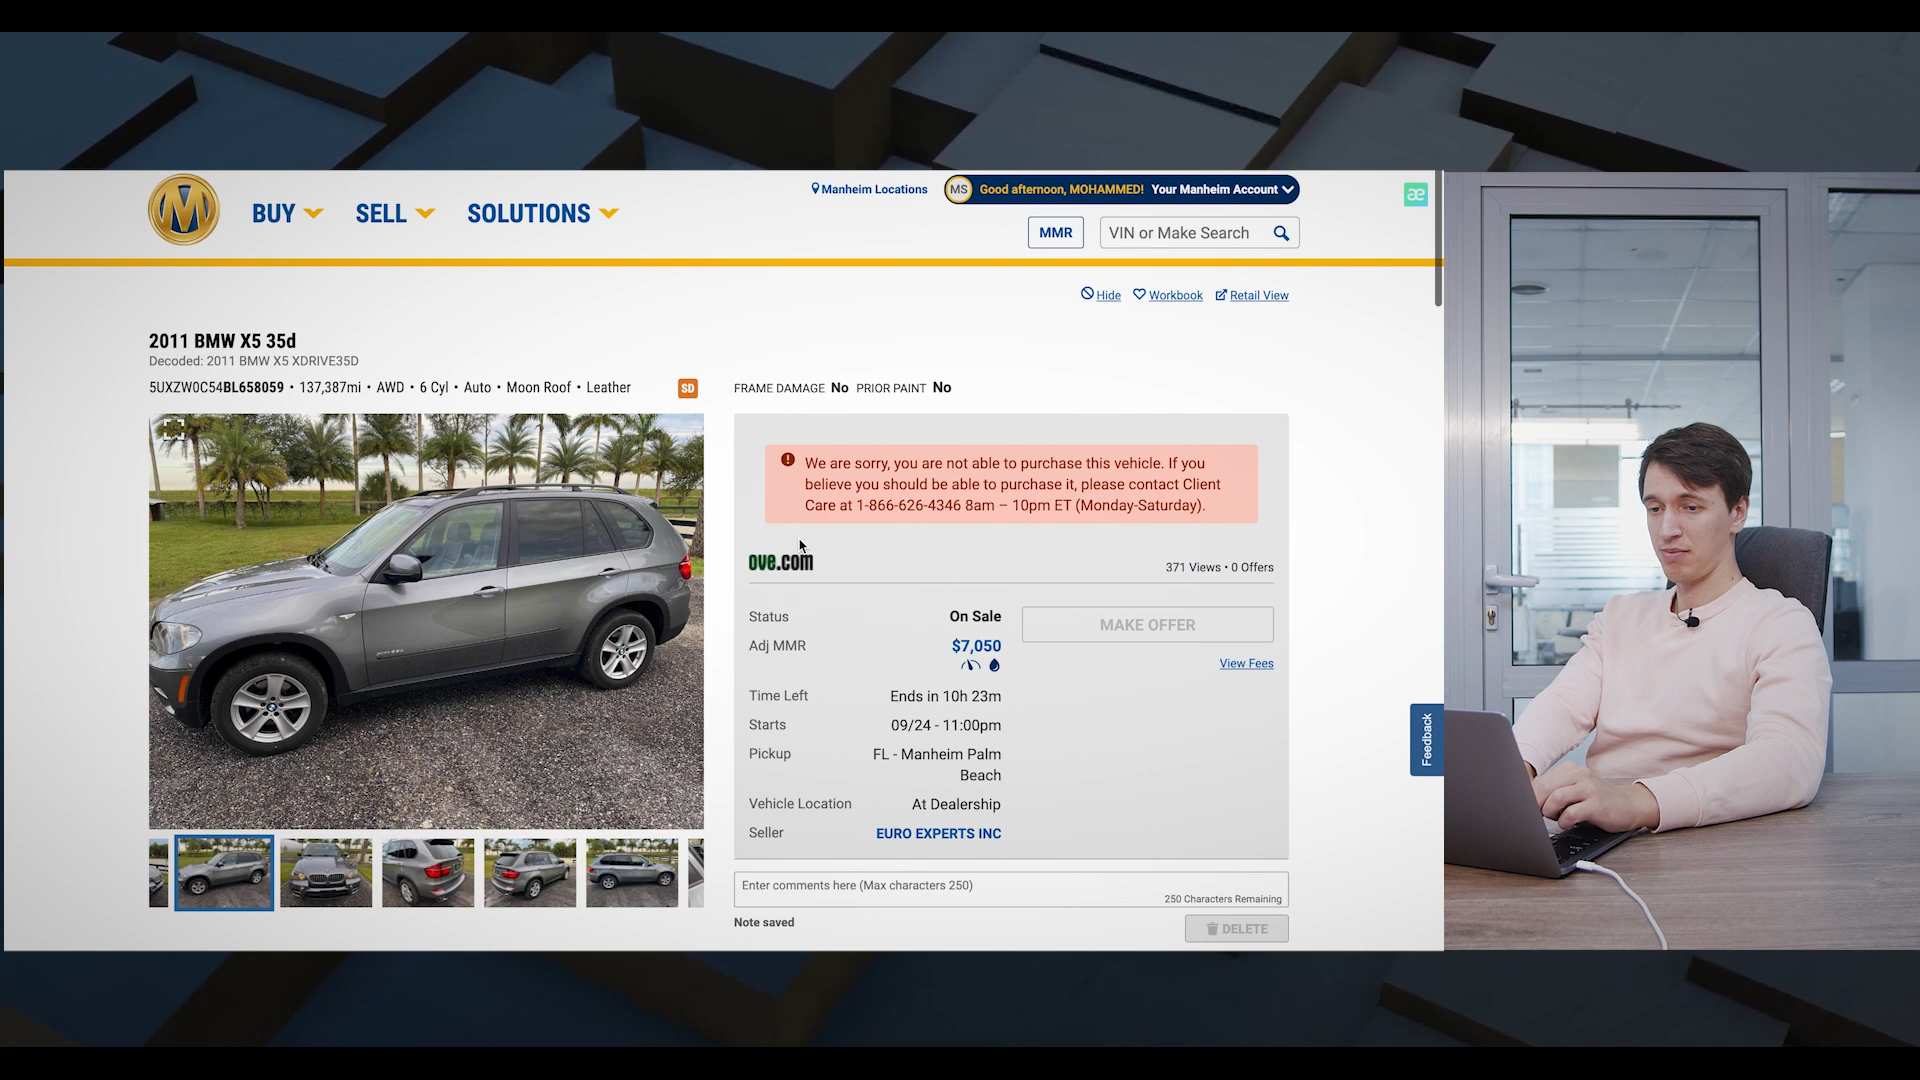 Manheim Locations
MS Good afternoon, MOHAMMED! Your Manheim Account
BUY SELL SOLUTIONS
MMR VIN or Make Search
æ
Hide Workbook Retail View
2011 BMW X5 35d
Decoded: 2011 BMW X5 XDRIVE35D
5UXZW0C54BL658059 • 137,387mi • AWD • 6 Cyl • Auto • Moon Roof • Leather
SD
FRAME DAMAGE No PRIOR PAINT No
We are sorry, you are not able to purchase this vehicle. If you
believe you should be able to purchase it, please contact Client
Care at 1-866-626-4346 8am – 10pm ET (Monday-Saturday).
ove.com
371 Views • 0 Offers
Status On Sale
MAKE OFFER
Adj MMR $7,050
View Fees
Time Left Ends in 10h 23m
Starts 09/24 - 11:00pm
Pickup FL - Manheim Palm
Beach
Vehicle Location At Dealership
Seller EURO EXPERTS INC
Feedback
Enter comments here (Max characters 250)
250 Characters Remaining
Note saved
DELETE